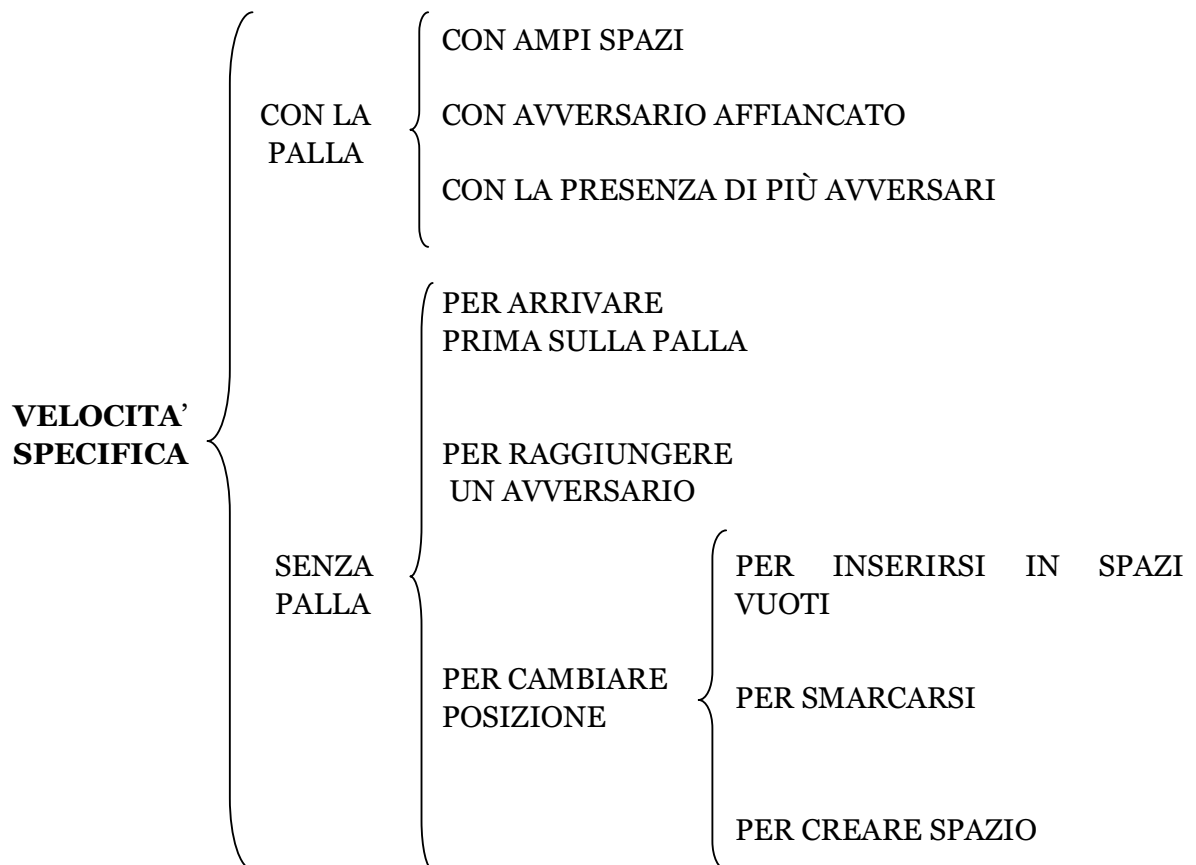 CON AMPI SPAZI
CON LA
PALLA
CON AVVERSARIO AFFIANCATO
CON LA PRESENZA DI PIÙ AVVERSARI
PER ARRIVARE
PRIMA SULLA PALLA
VELOCITA’
SPECIFICA
PER RAGGIUNGERE
UN AVVERSARIO
SENZA
PALLA
PER INSERIRSI IN SPAZI
VUOTI
PER CAMBIARE
POSIZIONE
PER SMARCARSI
PER CREARE SPAZIO